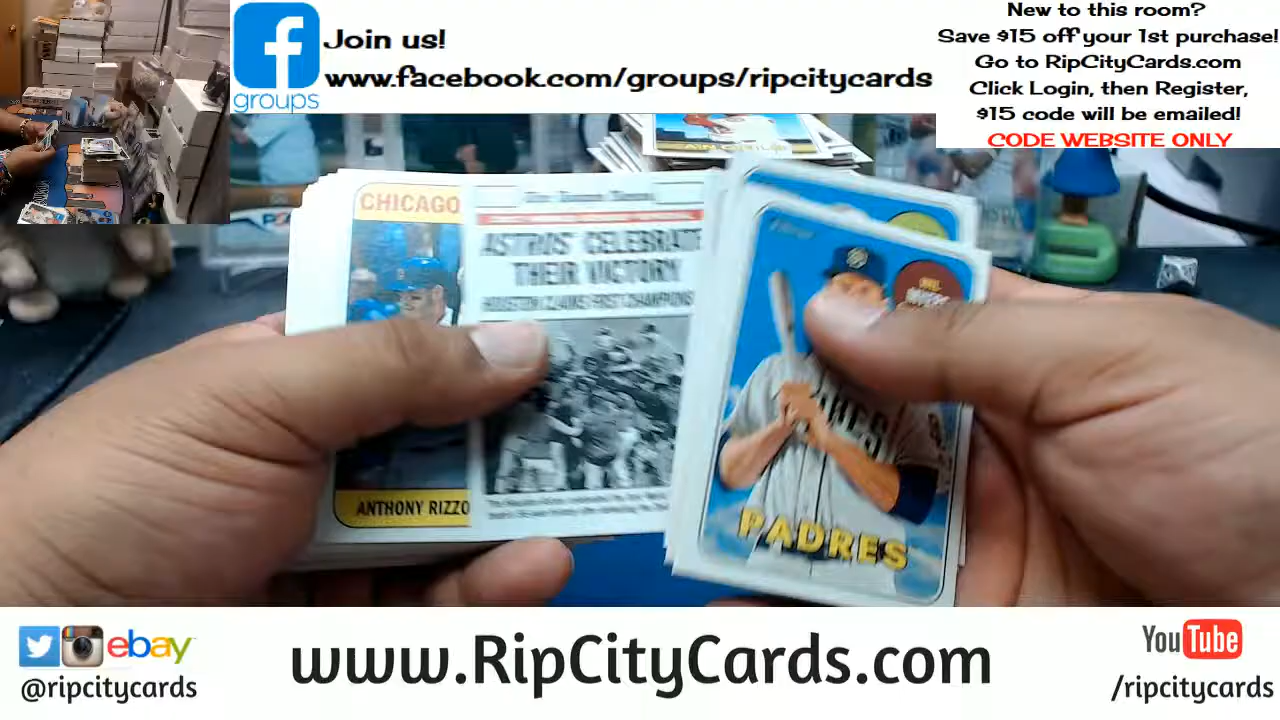 groups
Join us!
www.facebook.com/groups/ripcitycards
New to this room?
Save $15 off your 1st purchase!
Go to RipCityCards.com
Click Login, then Register,
$15 code will be emailed!
CODE WEBSITE ONLY
CHICAGO
ANTHONY RIZZO
ASTROS CELEBRATE
THEIR VICTORY
HOUSTON CLAIMS FIRST CHAMPIONS
PADRES
ebay
@ripcitycards
www.RipCityCards.com
YouTube
/ripcitycards